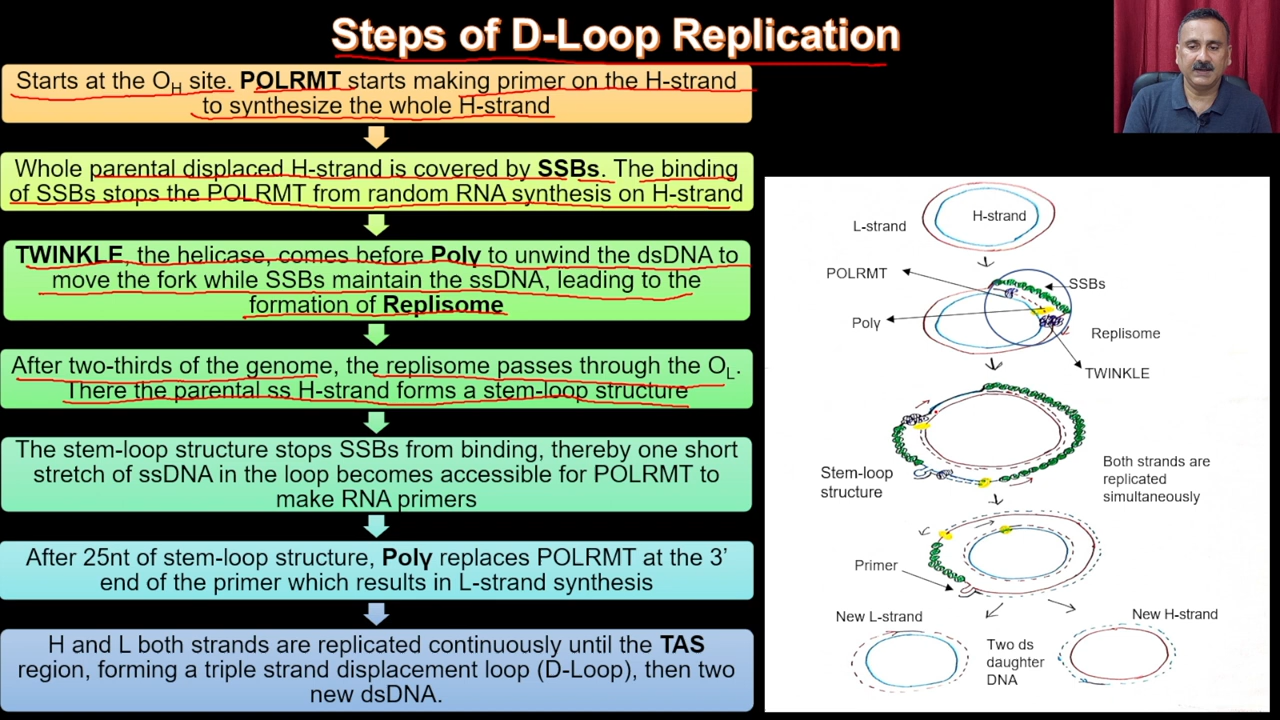 Steps of D-Loop Replication
Starts at the OH site. POLRMT starts making primer on the H-strand
to synthesize the whole H-strand
Whole parental displaced H-strand is covered by SSBs. The binding
of SSBs stops the POLRMT from random RNA synthesis on H-strand
TWINKLE, the helicase, comes before Polγ to unwind the dsDNA to
move the fork while SSBs maintain the ssDNA, leading to the
formation of Replisome
After two-thirds of the genome, the replisome passes through the OL.
There the parental ss H-strand forms a stem-loop structure
The stem-loop structure stops SSBs from binding, thereby one short
stretch of ssDNA in the loop becomes accessible for POLRMT to
make RNA primers
After 25nt of stem-loop structure, Polγ replaces POLRMT at the 3’
end of the primer which results in L-strand synthesis
H and L both strands are replicated continuously until the TAS
region, forming a triple strand displacement loop (D-Loop), then two
new dsDNA.
L-strand
H-strand
POLRMT
SSBs
Polγ
Replisome
TWINKLE
Stem-loop
structure
Both strands are
replicated
simultaneously
Primer
New L-strand
New H-strand
Two ds
daughter
DNA